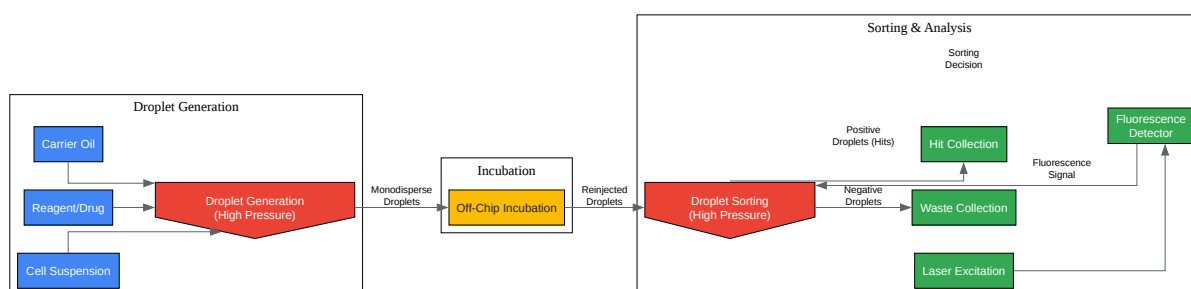 Sorting & Analysis
Sorting
Decision
Droplet Generation
Carrier Oil
Reagent/Drug
Cell Suspension
Droplet Generation
(High Pressure)
Monodisperse
Droplets
Incubation
Off-Chip Incubation
Reinjected
Droplets
Droplet Sorting
(High Pressure)
Positive
Droplets (Hits)
Hit Collection
Fluorescence
Detector
Fluorescence
Signal
Negative
Droplets
Waste Collection
Laser Excitation